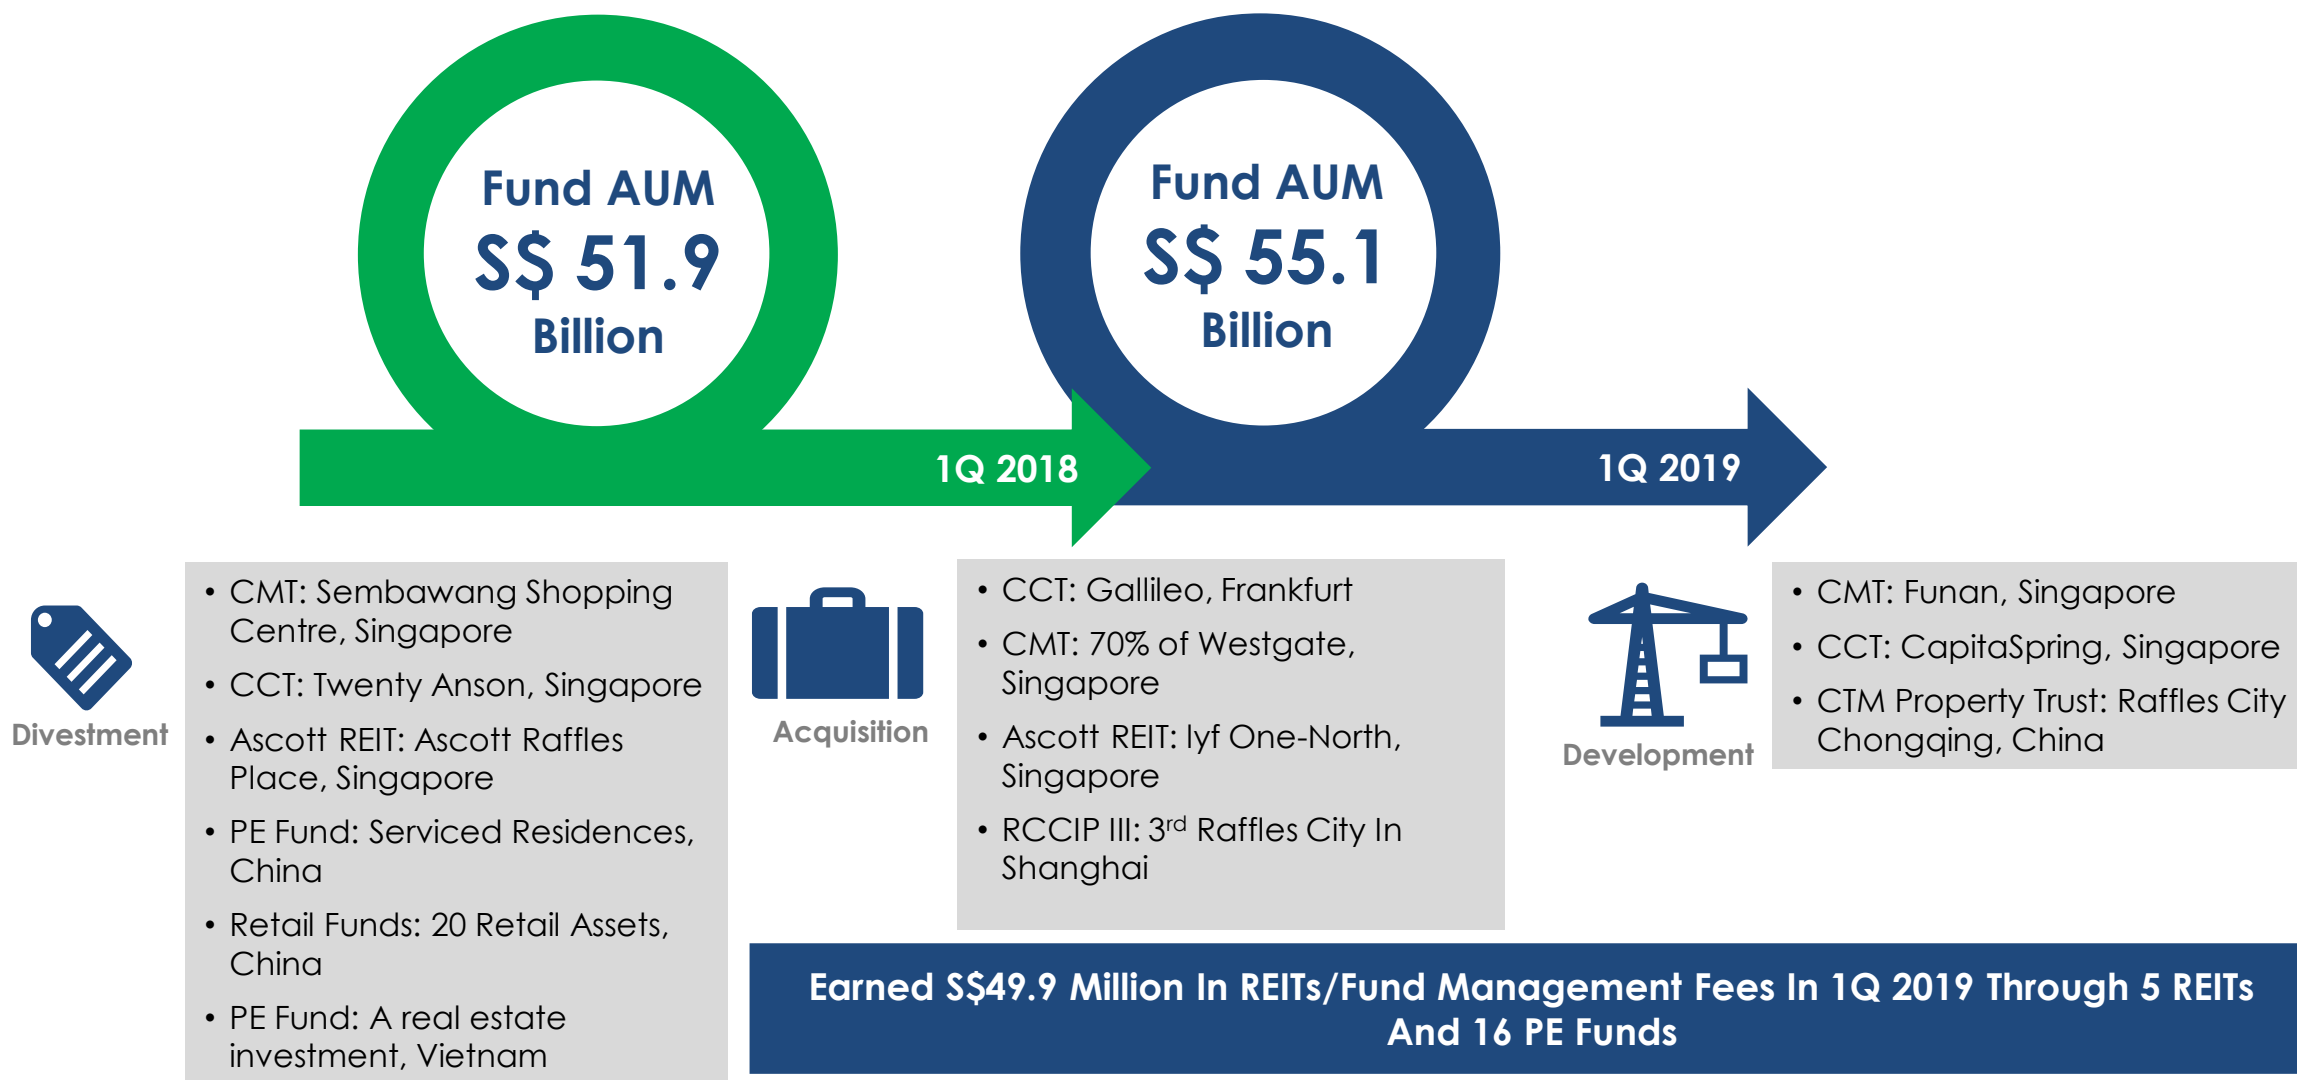 Fund AUM
S$ 51.9
Billion
Fund AUM
S$ 55.1
Billion
1Q 2018
1Q 2019
Divestment
• CMT: Sembawang Shopping
Centre, Singapore
• CCT: Twenty Anson, Singapore
• Ascott REIT: Ascott Raffles
Place, Singapore
• PE Fund: Serviced Residences,
China
• Retail Funds: 20 Retail Assets,
China
• PE Fund: A real estate
investment, Vietnam
Acquisition
• CCT: Gallileo, Frankfurt
• CMT: 70% of Westgate,
Singapore
• Ascott REIT: lyf One-North,
Singapore
• RCCIP III: 3rd Raffles City In
Shanghai
Development
• CMT: Funan, Singapore
• CCT: CapitaSpring, Singapore
• CTM Property Trust: Raffles City
Chongqing, China
Earned S$49.9 Million In REITs/Fund Management Fees In 1Q 2019 Through 5 REITs
And 16 PE Funds